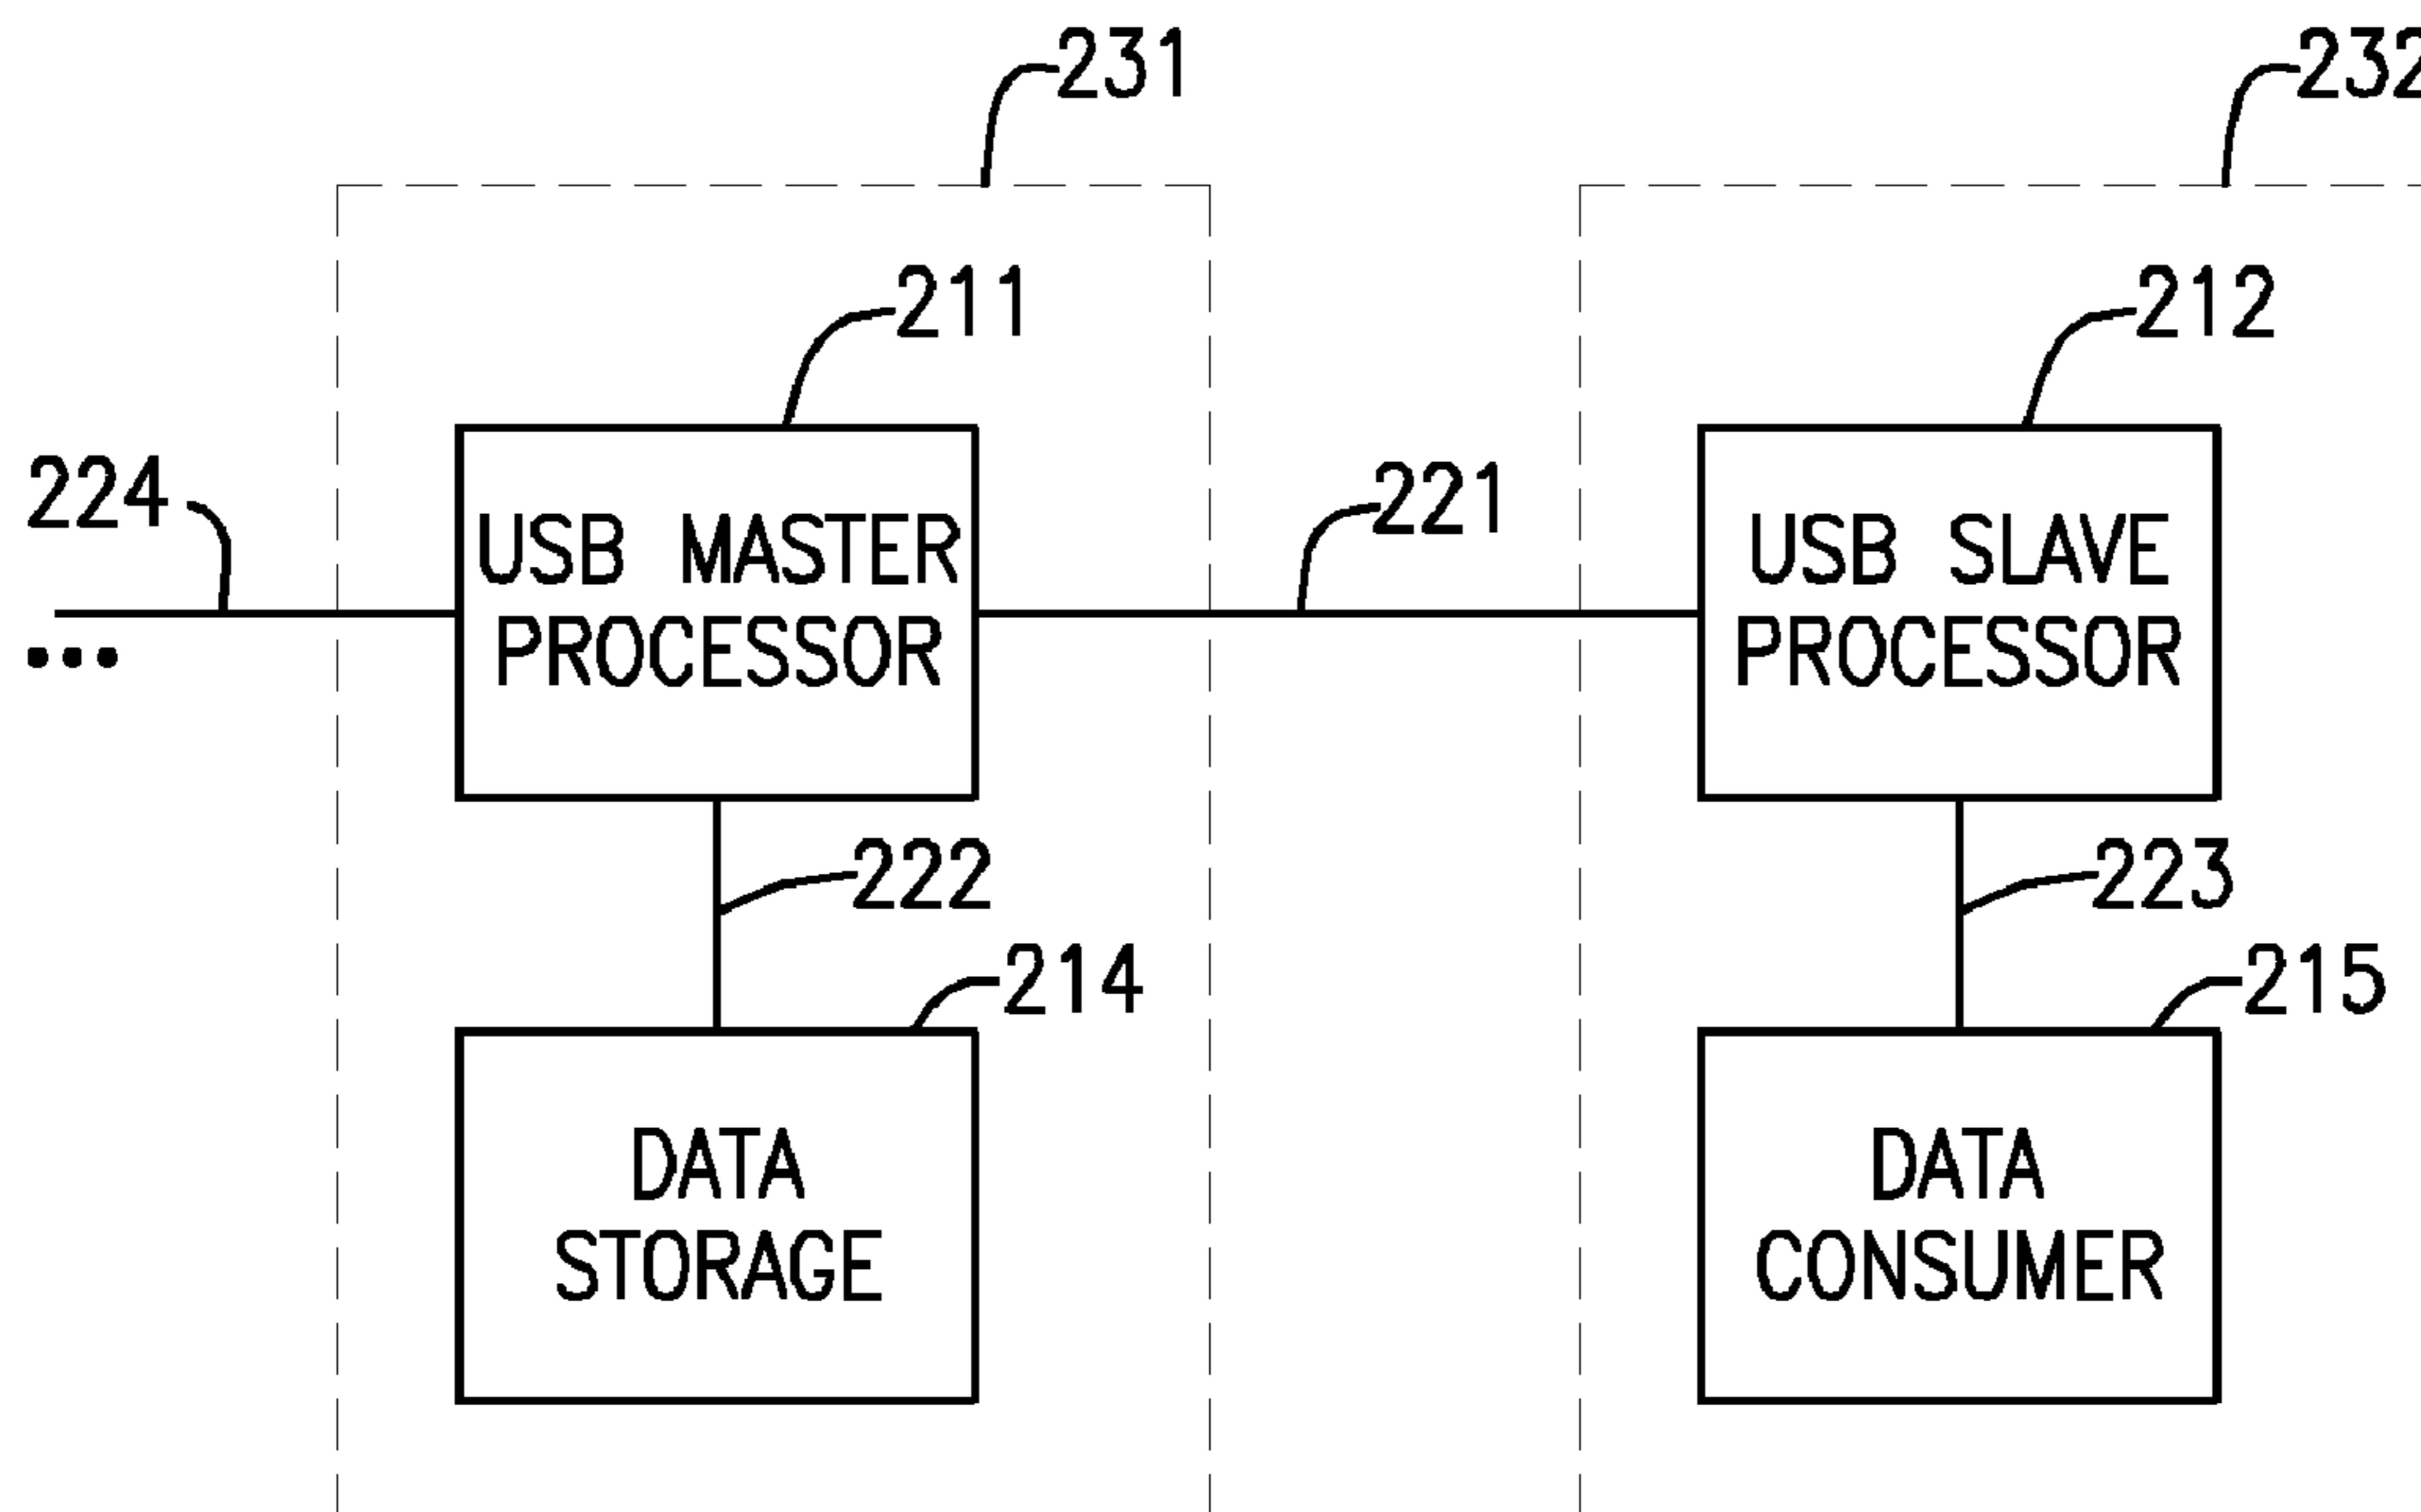 231
232
211
212
224
221
USB MASTER
PROCESSOR
USB SLAVE
PROCESSOR
...
222
223
214
215
DATA
STORAGE
DATA
CONSUMER